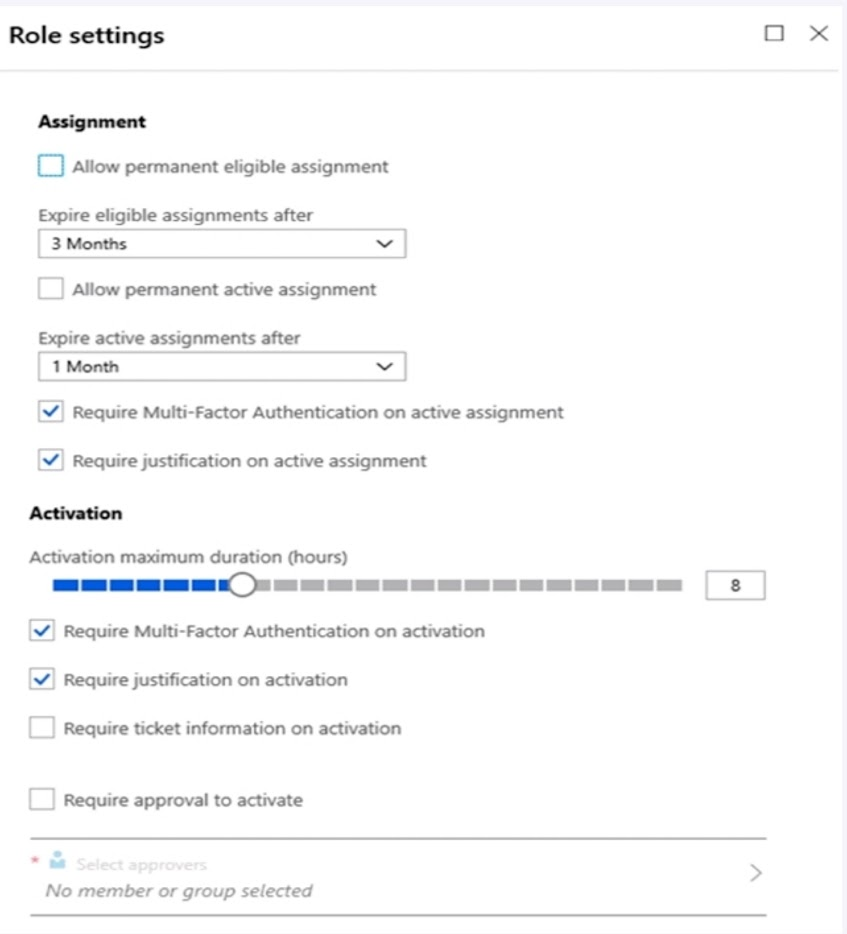 Role settings
Assignment
Allow permanent eligible assignment
Expire eligible assignments after
3 Months
Allow permanent active assignment
Expire active assignments after
1 Month
Require Multi-Factor Authentication on active assignment
Require justification on active assignment
Activation
Activation maximum duration (hours)
8
Require Multi-Factor Authentication on activation
Require justification on activation
Require ticket information on activation
Require approval to activate
* Select approvers
No member or group selected